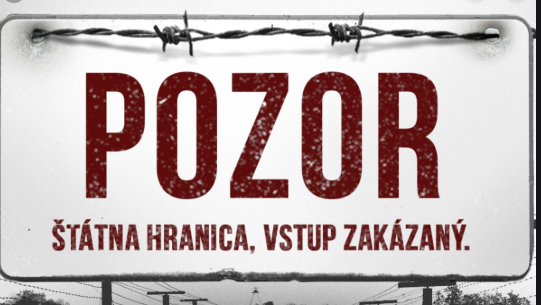 POZOR
ŠTÁTNA HRANICA, VSTUP ZAKÁZANÝ.